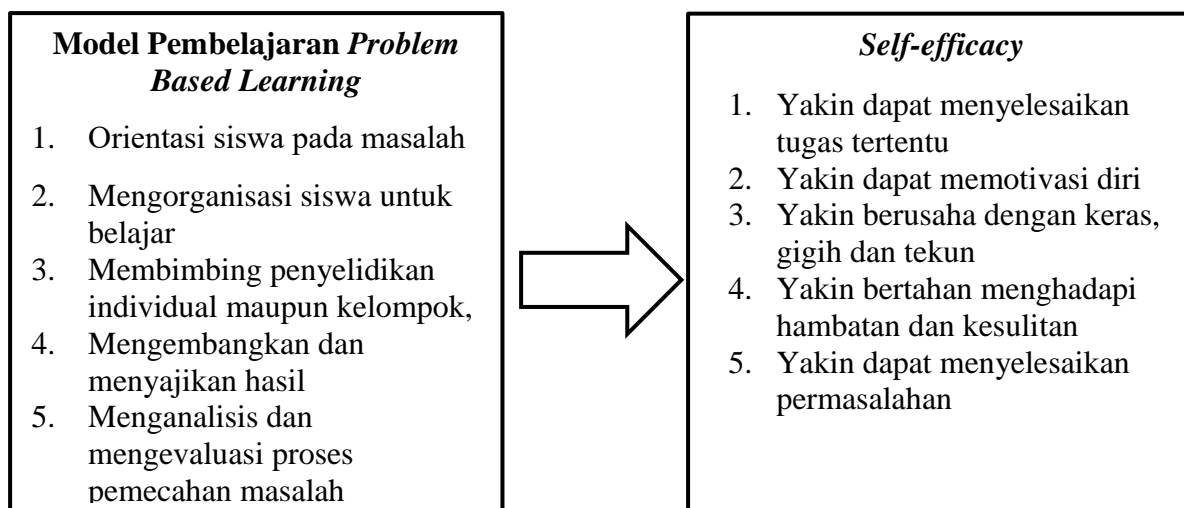 Model Pembelajaran Problem
Based Learning
1. Orientasi siswa pada masalah
2. Mengorganisasi siswa untuk
belajar
3. Membimbing penyelidikan
individual maupun kelompok,
4. Mengembangkan dan
menyajikan hasil
5. Menganalisis dan
mengevaluasi proses
pemecahan masalah
Self-efficacy
1. Yakin dapat menyelesaikan
tugas tertentu
2. Yakin dapat memotivasi diri
3. Yakin berusaha dengan keras,
gigih dan tekun
4. Yakin bertahan menghadapi
hambatan dan kesulitan
5. Yakin dapat menyelesaikan
permasalahan